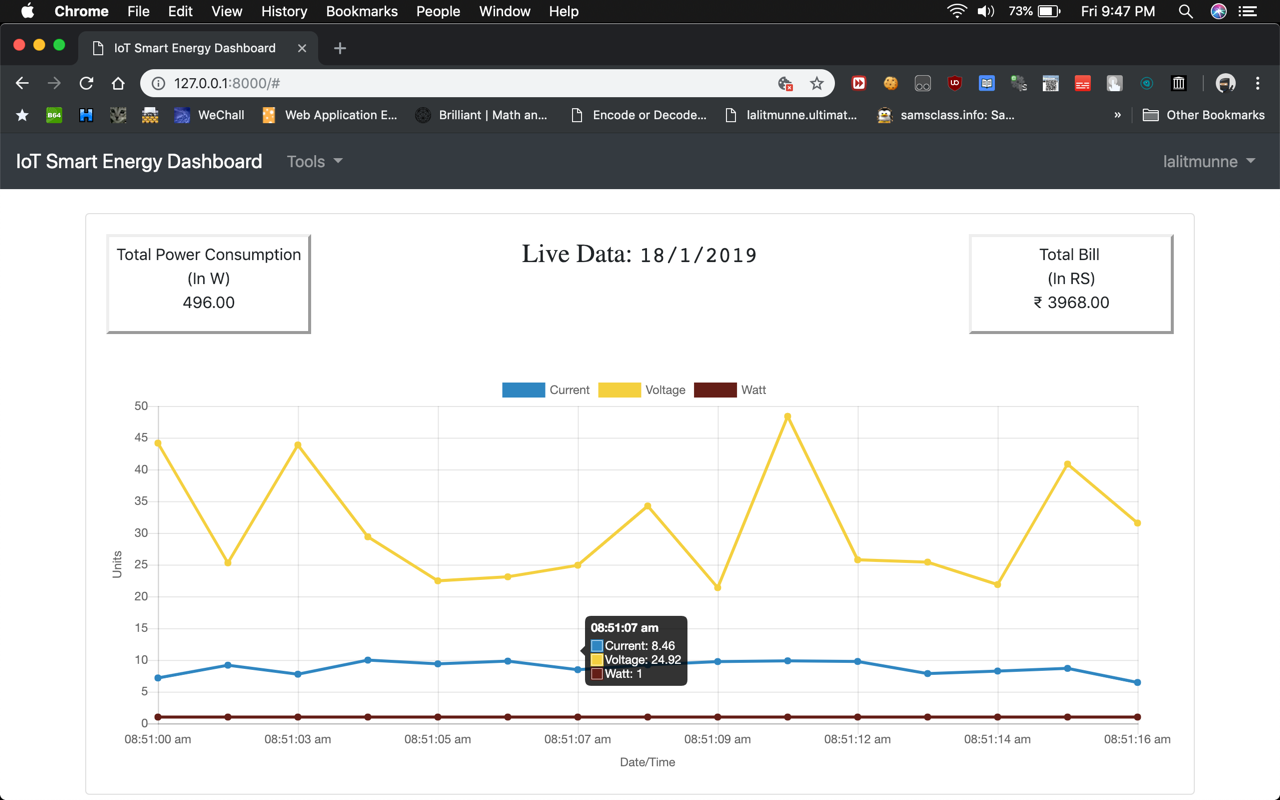 Chrome File Edit View History Bookmarks People Window Help 73% Fri 9:47 PM
IoT Smart Energy Dashboard
127.0.0.1:8000/#
B64 H WeChall Web Application E... Brilliant | Math an... Encode or Decode... lalitmunne.ultimat... samsclass.info: Sa... » Other Bookmarks
IoT Smart Energy Dashboard Tools lalitmunne
Total Power Consumption
(In W)
496.00
Live Data: 18/1/2019
Total Bill
(In RS)
₹ 3968.00
Current Voltage Watt
50
45
40
35
30
25
20
15
10
5
0
Units
08:51:07 am
Current: 8.46
Voltage: 24.92
Watt: 1
08:51:00 am 08:51:03 am 08:51:05 am 08:51:07 am 08:51:09 am 08:51:12 am 08:51:14 am 08:51:16 am
Date/Time